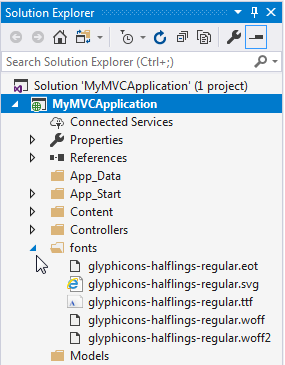 Solution Explorer
Search Solution Explorer (Ctrl+;)
Solution 'MyMVCApplication' (1 project)
MyMVCApplication
Connected Services
Properties
References
App_Data
App_Start
Content
Controllers
fonts
glyphicons-halflings-regular.eot
glyphicons-halflings-regular.svg
glyphicons-halflings-regular.ttf
glyphicons-halflings-regular.woff
glyphicons-halflings-regular.woff2
Models